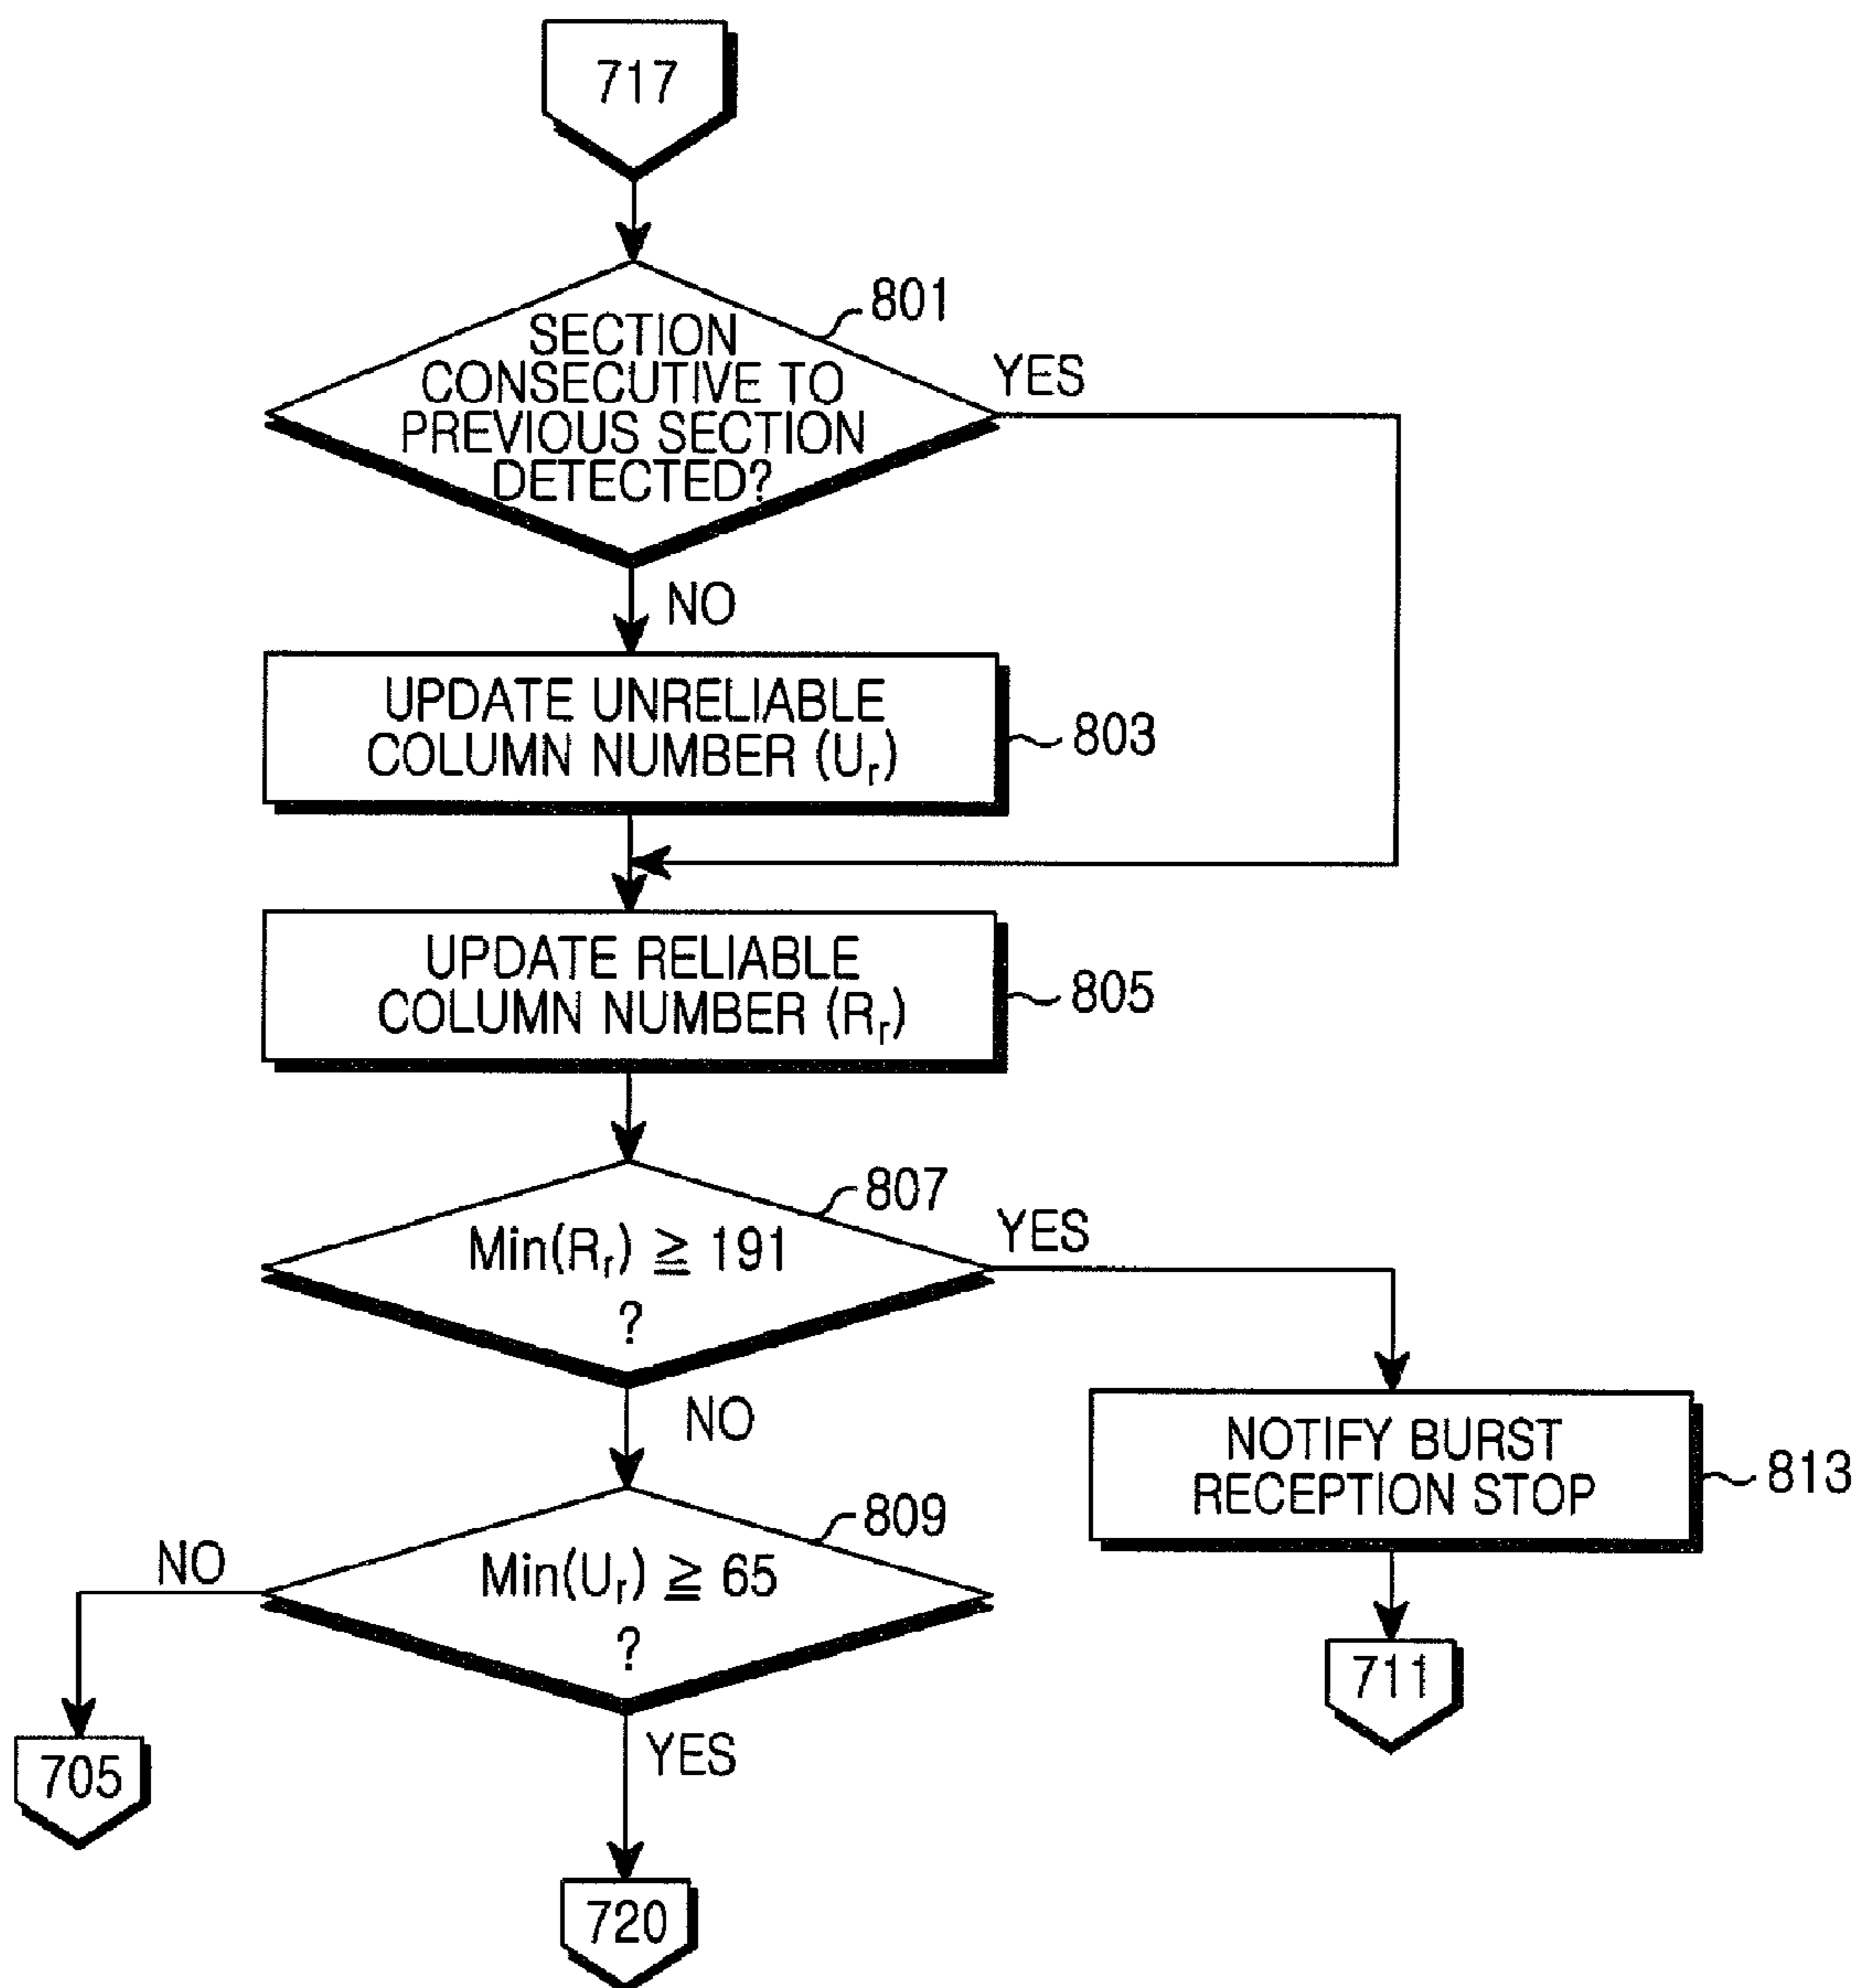 717
801
SECTION
CONSECUTIVE TO
PREVIOUS SECTION
DETECTED?
YES
NO
UPDATE UNRELIABLE
COLUMN NUMBER (Ur)
803
UPDATE RELIABLE
COLUMN NUMBER (Rr)
805
807
Min(Rr) ≧ 191
?
YES
NO
NOTIFY BURST
RECEPTION STOP
813
809
Min(Ur) ≧ 65
?
NO
YES
711
705
720